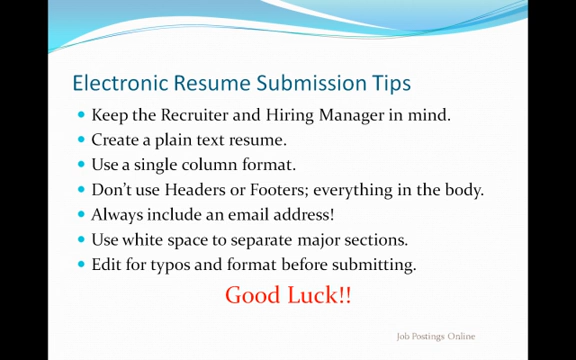 Electronic Resume Submission Tips
• Keep the Recruiter and Hiring Manager in mind.
• Create a plain text resume.
• Use a single column format.
• Don't use Headers or Footers; everything in the body.
• Always include an email address!
• Use white space to separate major sections.
• Edit for typos and format before submitting.
Good Luck!!
Job Postings Online